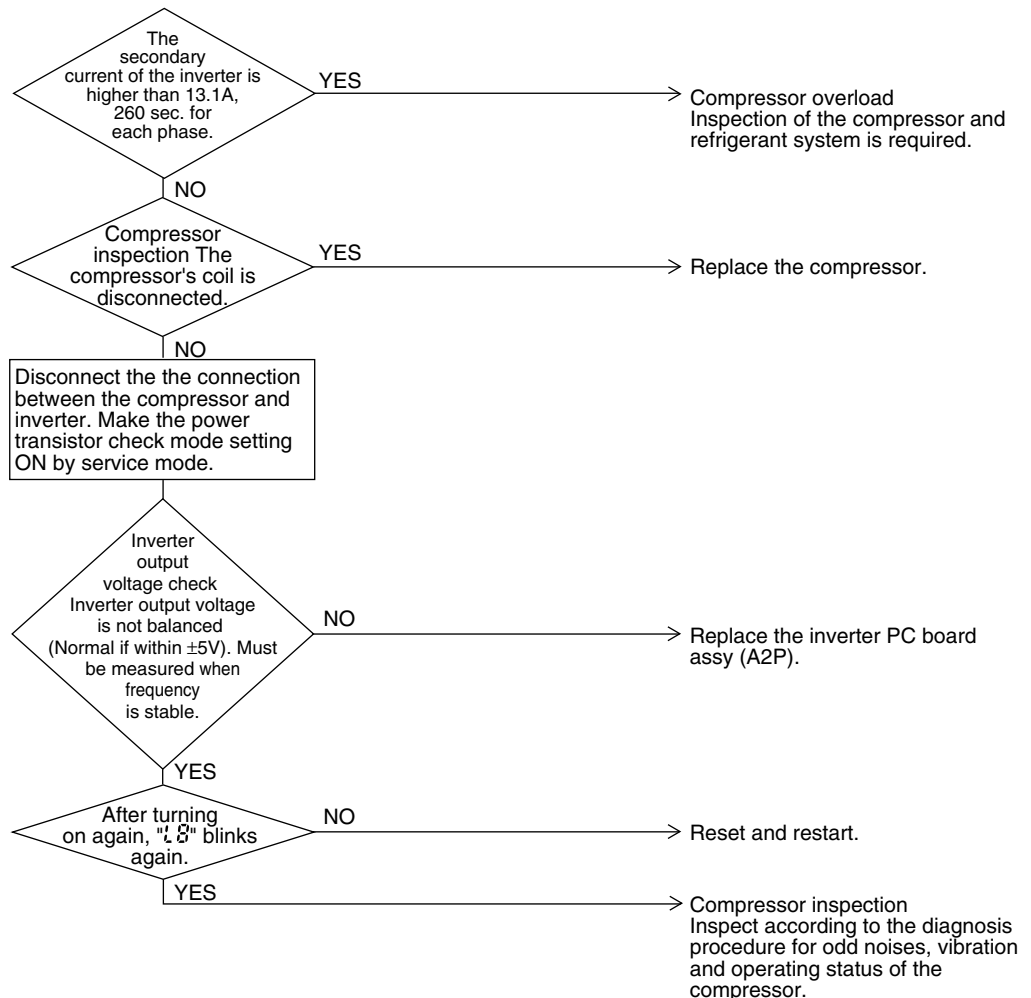 The
secondary
current of the inverter is
higher than 13.1A,
260 sec. for
each phase.
YES
Compressor overload
Inspection of the compressor and
refrigerant system is required.
NO
Compressor
inspection The
compressor's coil is
disconnected.
YES
Replace the compressor.
NO
Disconnect the the connection
between the compressor and
inverter. Make the power
transistor check mode setting
ON by service mode.
Inverter
output
voltage check
Inverter output voltage
is not balanced
(Normal if within ±5V). Must
be measured when
frequency
is stable.
NO
Replace the inverter PC board
assy (A2P).
YES
After turning
on again, "L8" blinks
again.
NO
Reset and restart.
YES
Compressor inspection
Inspect according to the diagnosis
procedure for odd noises, vibration
and operating status of the
compressor.